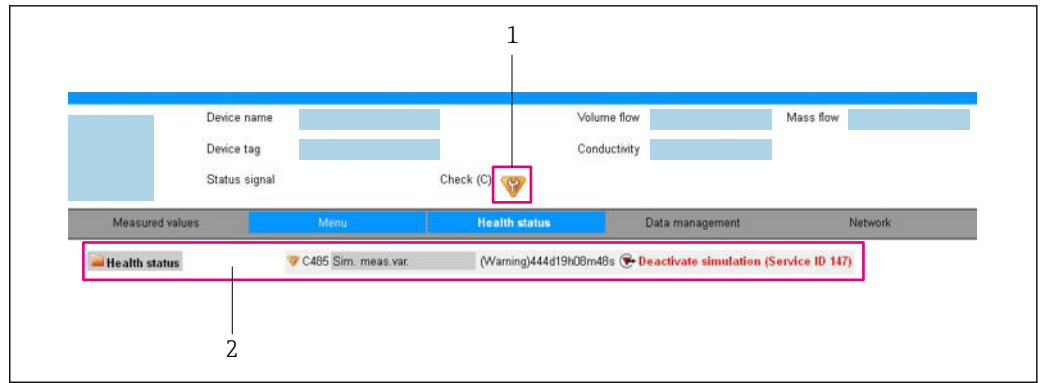 1
Device name
Volume flow
Mass flow
Device tag
Conductivity
Status signal
Check (C)
Measured values
Menu
Health status
Data management
Network
Health status
C485 Sim. meas.var.
(Warning)444d19h08m48s
Deactivate simulation (Service ID 147)
2